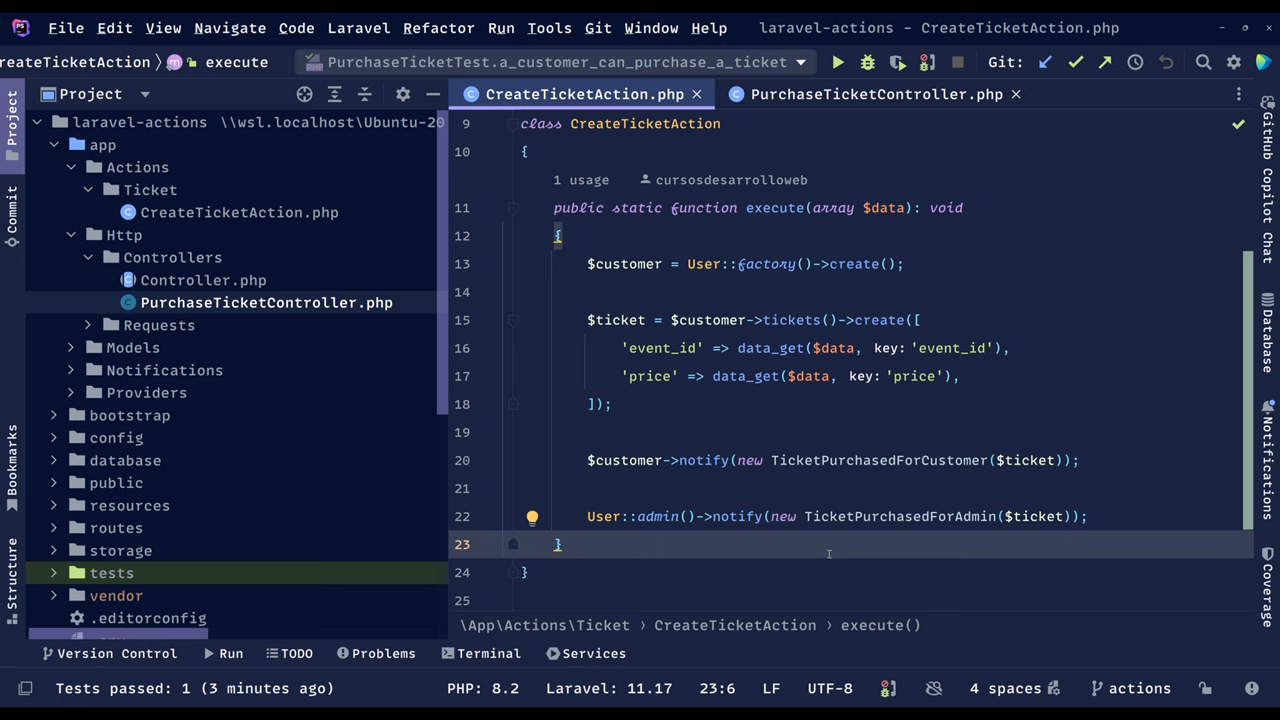 PS File Edit View Navigate Code Laravel Refactor Run Tools Git Window Help laravel-actions - CreateTicketAction.php
reateTicketAction m execute PHP PurchaseTicketTest.a_customer_can_purchase_a_ticket Git:
Project CreateTicketAction.php PurchaseTicketController.php
Project
Commit
Bookmarks
Structure
laravel-actions \\wsl.localhost\Ubuntu-20
app
Actions
Ticket
CreateTicketAction.php
Http
Controllers
Controller.php
PurchaseTicketController.php
Requests
Models
Notifications
Providers
bootstrap
config
database
public
resources
routes
storage
tests
vendor
.editorconfig
9 class CreateTicketAction
10 {
1 usage cursosdesarrolloweb
11 public static function execute(array $data): void
12 {
13 $customer = User::factory()->create();
14
15 $ticket = $customer->tickets()->create([
16 'event_id' => data_get($data, key: 'event_id'),
17 'price' => data_get($data, key: 'price'),
18 ]);
19
20 $customer->notify(new TicketPurchasedForCustomer($ticket));
21
22 User::admin()->notify(new TicketPurchasedForAdmin($ticket));
23 }
24 }
25
GitHub Copilot Chat
Database
Notifications
Coverage
\App\Actions\Ticket CreateTicketAction execute()
Version Control Run TODO Problems Terminal Services
Tests passed: 1 (3 minutes ago) PHP: 8.2 Laravel: 11.17 23:6 LF UTF-8 4 spaces actions